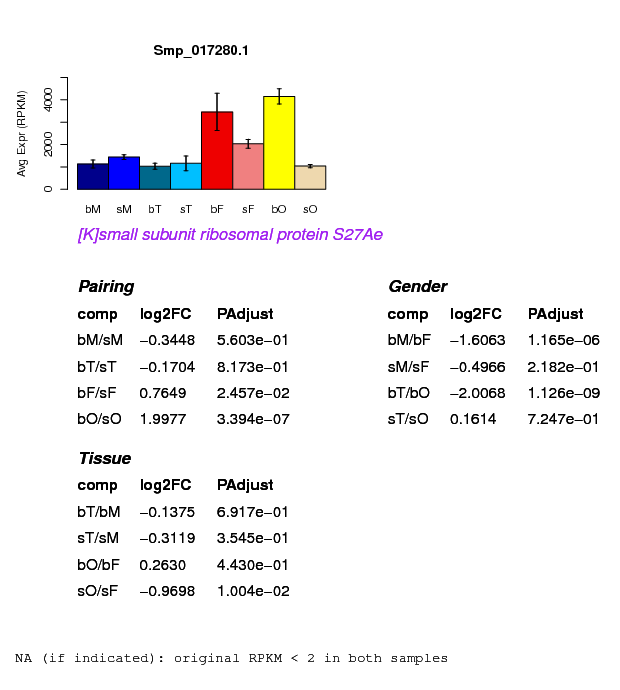 Smp_017280.1
Avg Expr (RPKM)
4000
2000
0
bM sM bT sT bF sF bO sO
[K]small subunit ribosomal protein S27Ae
Pairing
comp log2FC PAdjust
bM/sM −0.3448 5.603e−01
bT/sT −0.1704 8.173e−01
bF/sF 0.7649 2.457e−02
bO/sO 1.9977 3.394e−07
Gender
comp log2FC PAdjust
bM/bF −1.6063 1.165e−06
sM/sF −0.4966 2.182e−01
bT/bO −2.0068 1.126e−09
sT/sO 0.1614 7.247e−01
Tissue
comp log2FC PAdjust
bT/bM −0.1375 6.917e−01
sT/sM −0.3119 3.545e−01
bO/bF 0.2630 4.430e−01
sO/sF −0.9698 1.004e−02
NA (if indicated): original RPKM < 2 in both samples